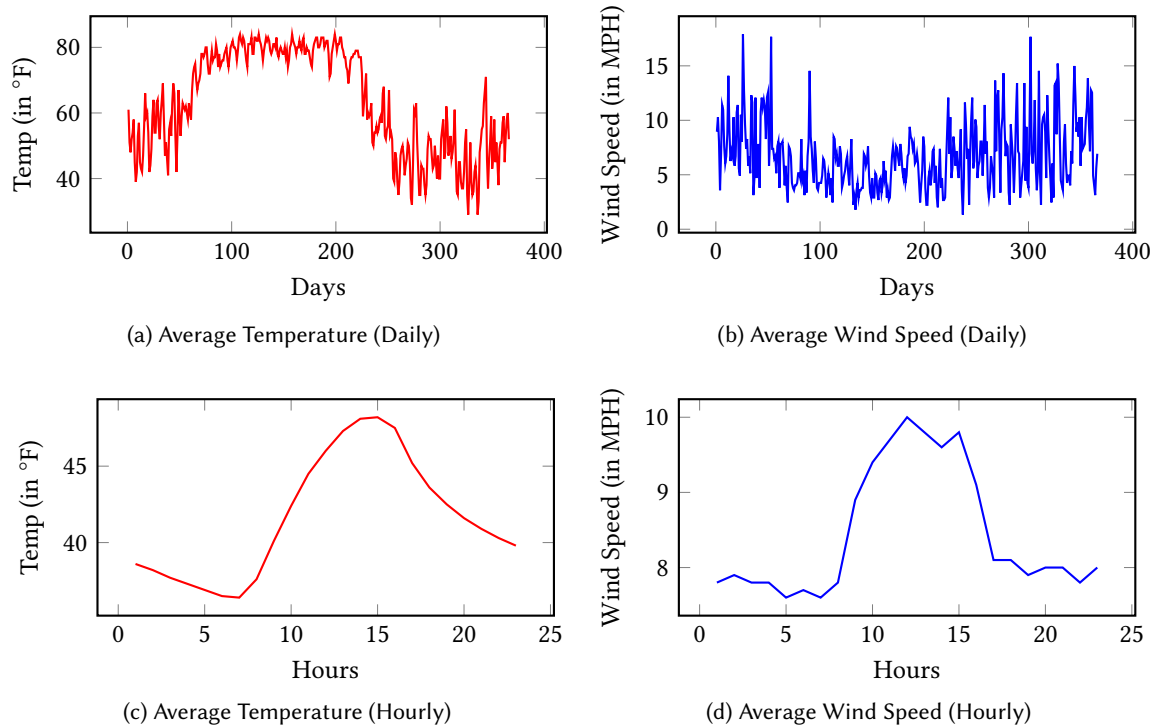 Temp (in °F)
80
60
40
0 100 200 300 400
Days
(a) Average Temperature (Daily)
Wind Speed (in MPH)
15
10
5
0
0 100 200 300 400
Days
(b) Average Wind Speed (Daily)
Temp (in °F)
45
40
0 5 10 15 20 25
Hours
(c) Average Temperature (Hourly)
Wind Speed (in MPH)
10
9
8
0 5 10 15 20 25
Hours
(d) Average Wind Speed (Hourly)